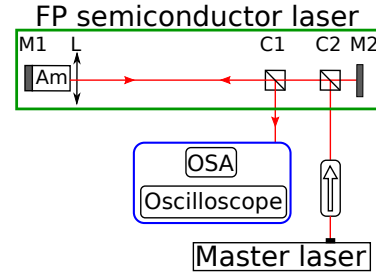 FP semiconductor laser
M1 L C1 C2 M2
Am
OSA
Oscilloscope
Master laser